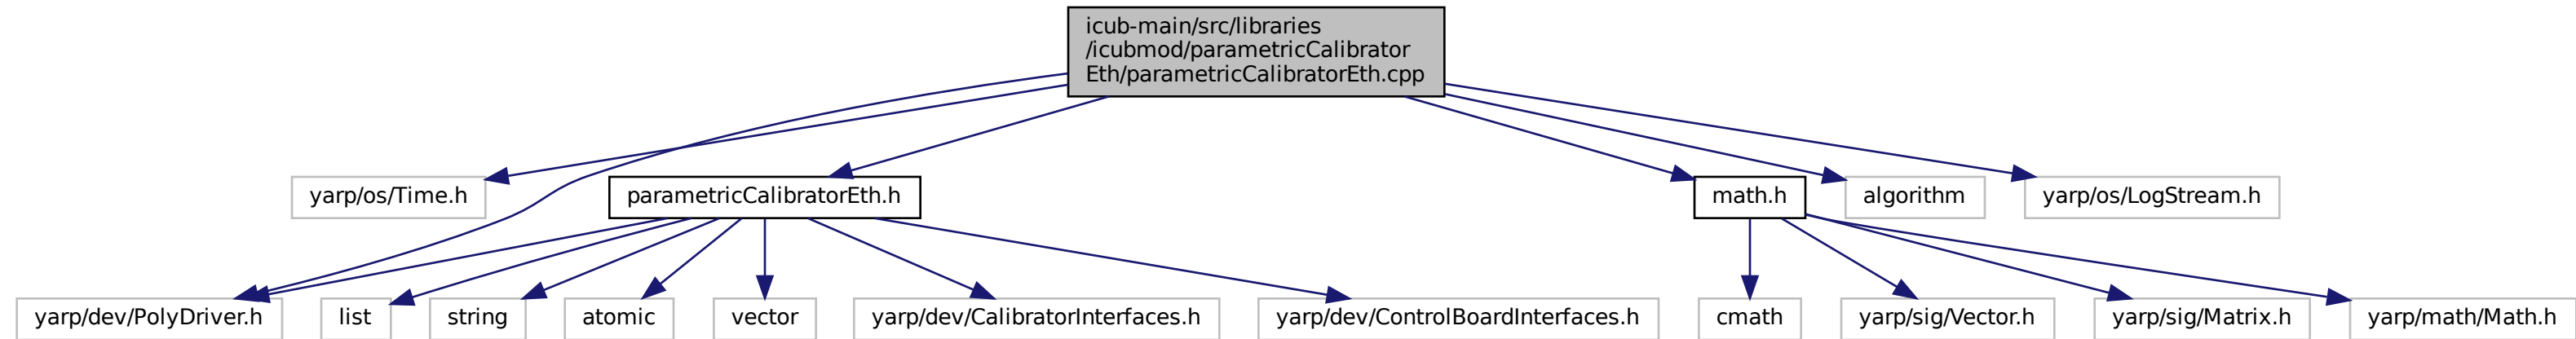 icub-main/src/libraries
/icubmod/parametricCalibrator
Eth/parametricCalibratorEth.cpp
yarp/os/Time.h
parametricCalibratorEth.h
math.h
algorithm
yarp/os/LogStream.h
yarp/dev/PolyDriver.h
list
string
atomic
vector
yarp/dev/CalibratorInterfaces.h
yarp/dev/ControlBoardInterfaces.h
cmath
yarp/sig/Vector.h
yarp/sig/Matrix.h
yarp/math/Math.h